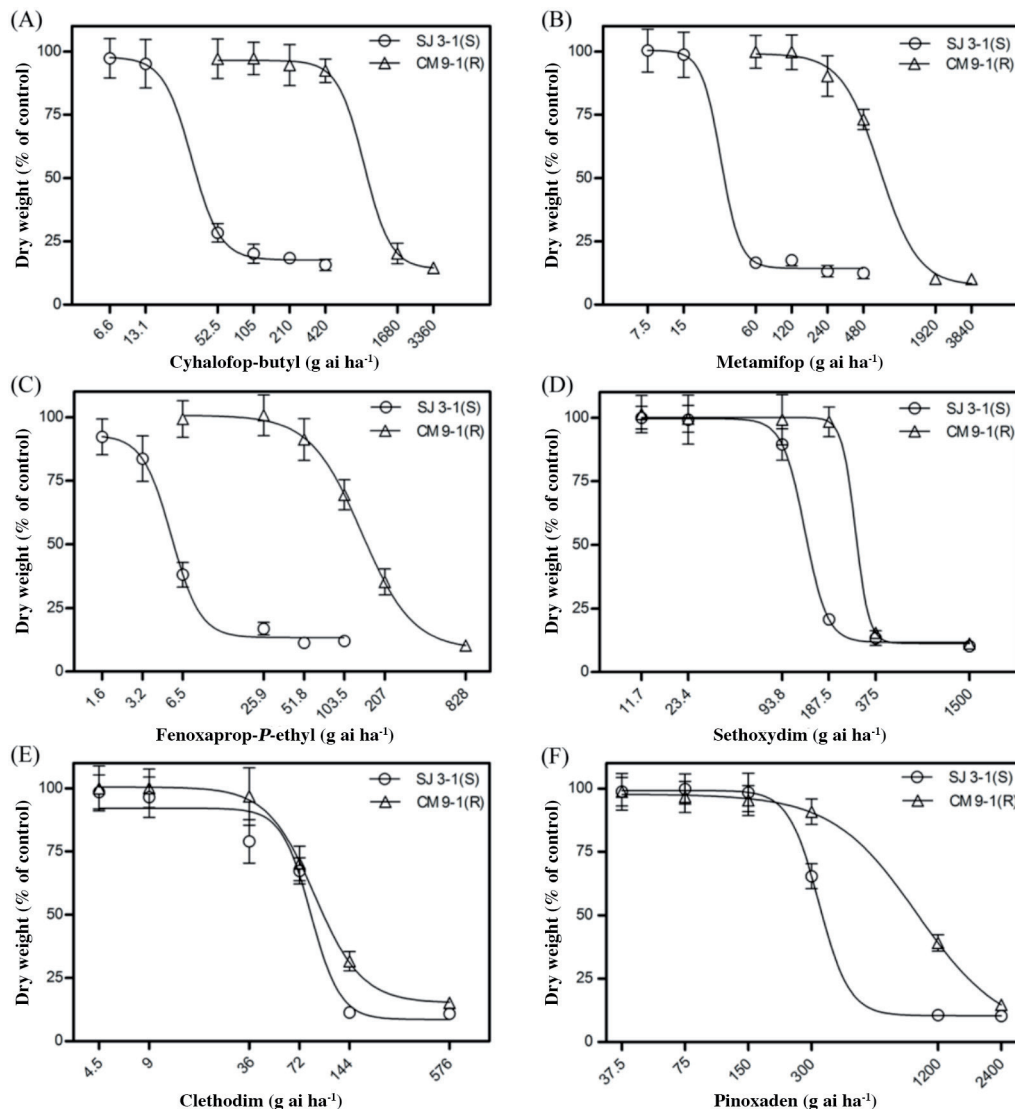 (A)
SJ 3-1(S)
CM 9-1(R)
100
75
50
25
0
Dry weight (% of control)
6.6
13.1
52.5
105
210
420
1680
3360
Cyhalofop-butyl (g ai ha-1)
(B)
SJ 3-1(S)
CM 9-1(R)
100
75
50
25
0
Dry weight (% of control)
7.5
15
60
120
240
480
1920
3840
Metamifop (g ai ha-1)
(C)
SJ 3-1(S)
CM 9-1(R)
100
75
50
25
0
Dry weight (% of control)
1.6
3.2
6.5
25.9
51.8
103.5
207
828
Fenoxaprop-P-ethyl (g ai ha-1)
(D)
SJ 3-1(S)
CM 9-1(R)
100
75
50
25
0
Dry weight (% of control)
11.7
23.4
93.8
187.5
375
1500
Sethoxydim (g ai ha-1)
(E)
SJ 3-1(S)
CM 9-1(R)
100
75
50
25
0
Dry weight (% of control)
4.5
9
36
72
144
576
Clethodim (g ai ha-1)
(F)
SJ 3-1(S)
CM 9-1(R)
100
75
50
25
0
Dry weight (% of control)
37.5
75
150
300
1200
2400
Pinoxaden (g ai ha-1)